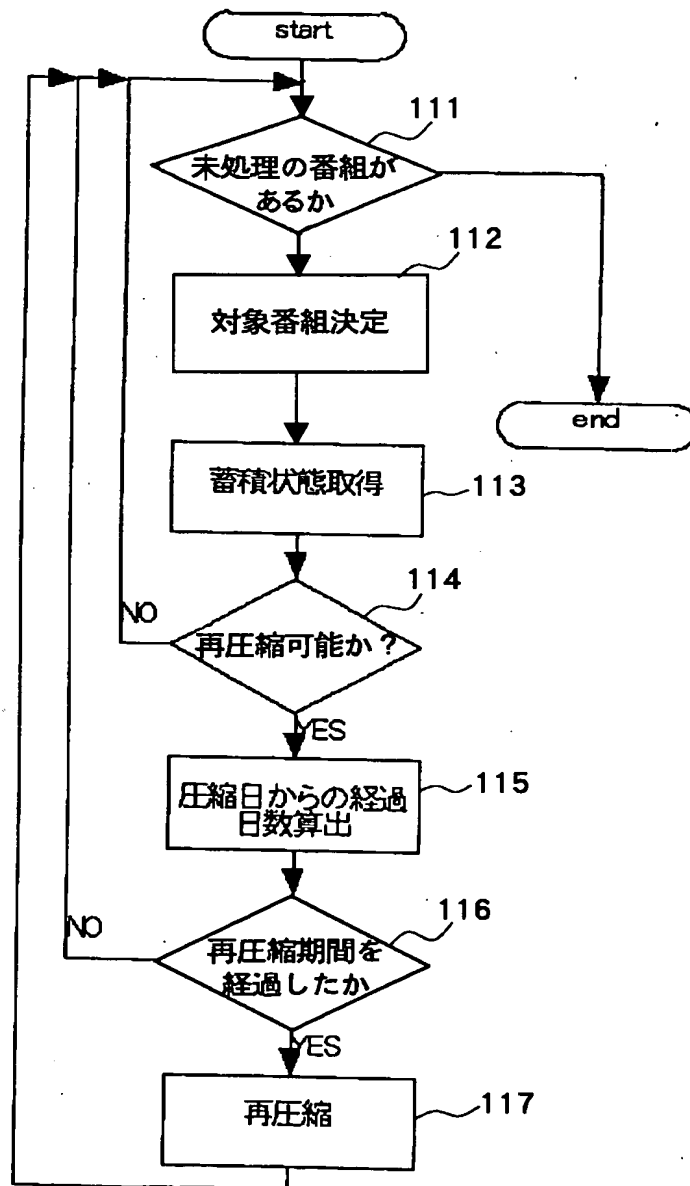 start
111
未処理の番組が
あるか
112
対象番組決定
end
蓄積状態取得
113
114
NO
再圧縮可能か？
YES
圧縮日からの経過
日数算出
115
116
NO
再圧縮期間を
経過したか
YES
再圧縮
117